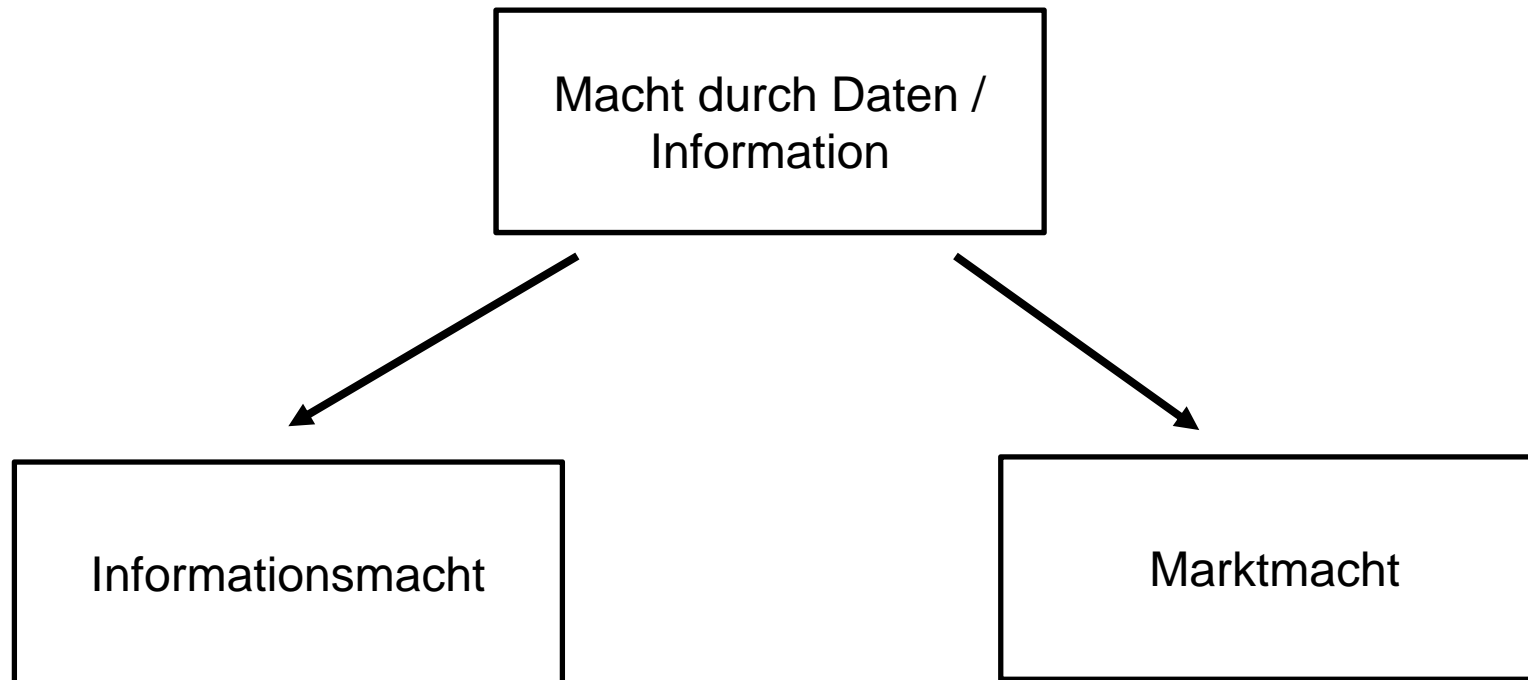 Macht durch Daten /
Information
Informationsmacht
Marktmacht